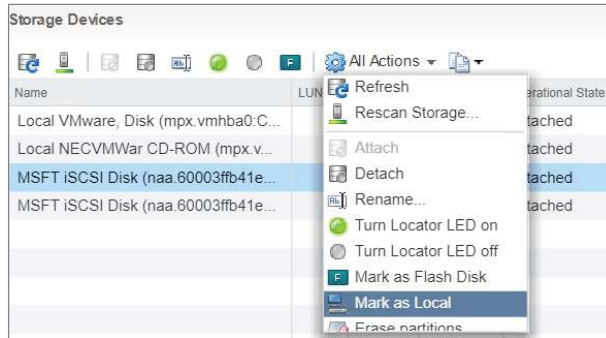 Storage Devices
All Actions
Name LUN erational State
Refresh
Rescan Storage...
Local VMware, Disk (mpx.vmhba0:C... tached
Attach
Local NECVMWar CD-ROM (mpx.v... tached
Detach
MSFT iSCSI Disk (naa.60003ffb41e... tached
Rename...
MSFT iSCSI Disk (naa.60003ffb41e... tached
Turn Locator LED on
Turn Locator LED off
F Mark as Flash Disk
Mark as Local
Erase partitions